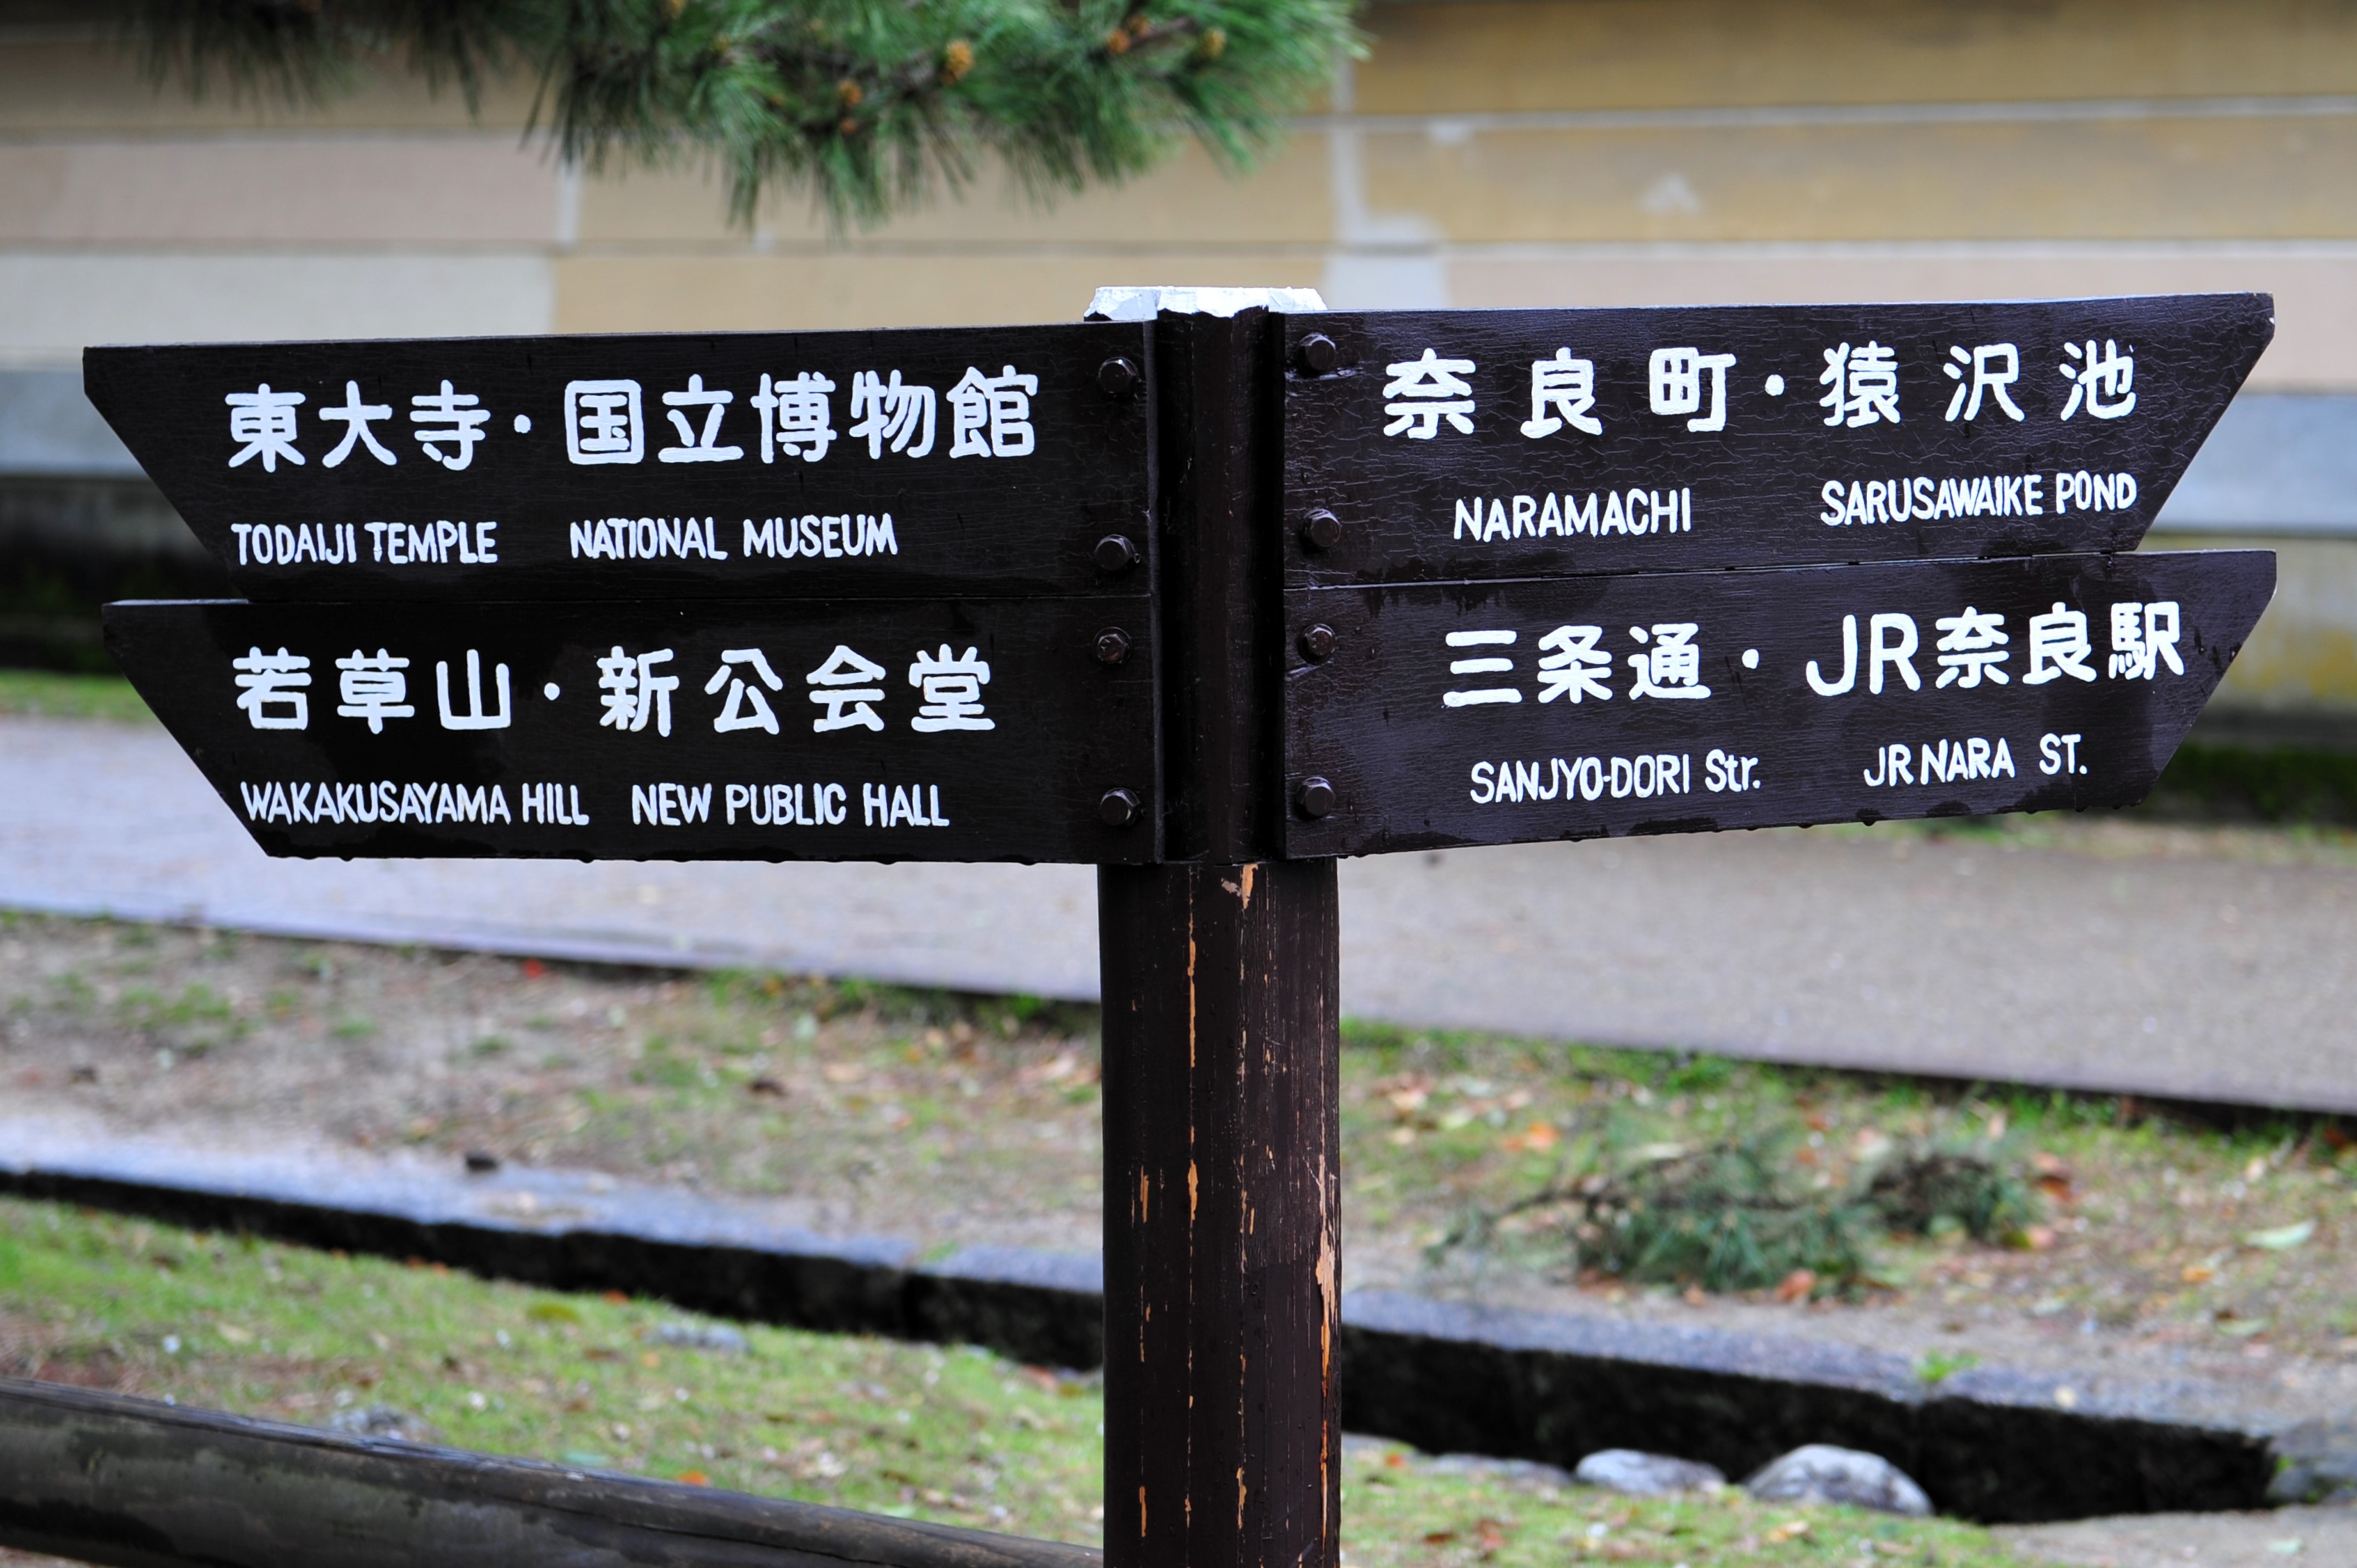 東大寺・国立博物館
TODAIJI TEMPLE NATIONAL MUSEUM
若草山・新公会堂
WAKAKUSAYAMA HILL NEW PUBLIC HALL
奈良町・猿沢池
NARAMACHI SARUSAWAIKE POND
三条通・JR奈良駅
SANJYO-DORI Str. JR NARA ST.